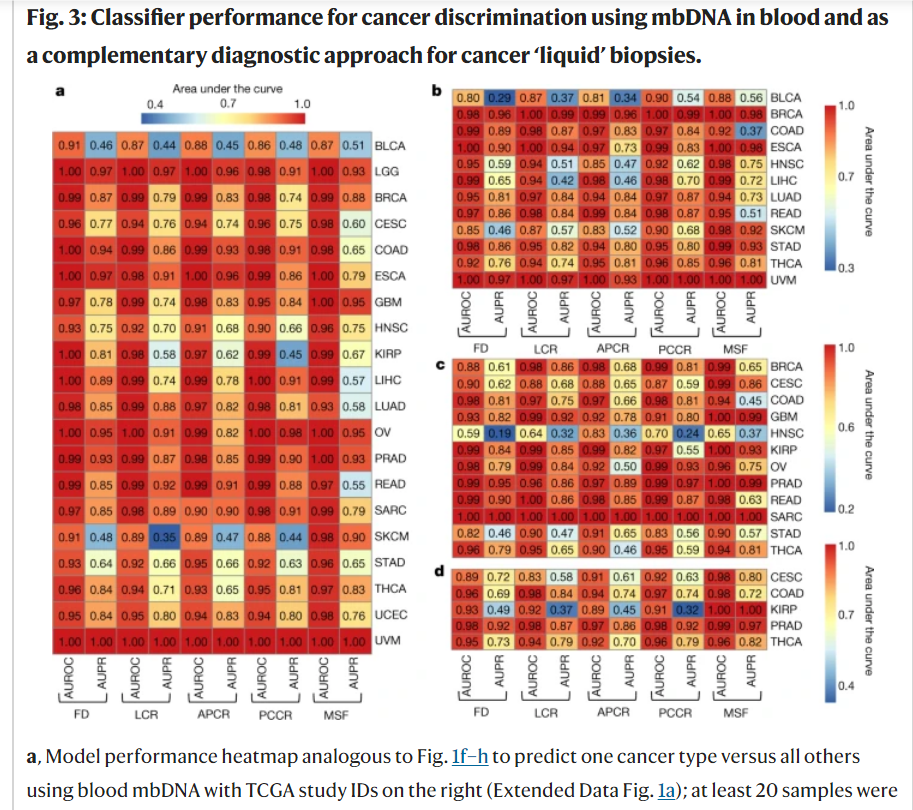 Fig. 3: Classifier performance for cancer discrimination using mbDNA in blood and as
a complementary diagnostic approach for cancer ‘liquid’ biopsies.
a
Area under the curve
0.4 0.7 1.0
0.91 0.46 0.87 0.44 0.88 0.45 0.86 0.48 0.87 0.51 BLCA
1.00 0.97 1.00 0.97 1.00 0.96 0.98 0.91 1.00 0.93 LGG
0.99 0.87 0.99 0.79 0.99 0.83 0.98 0.74 0.99 0.88 BRCA
0.96 0.77 0.94 0.76 0.94 0.74 0.96 0.75 0.98 0.60 CESC
1.00 0.94 0.99 0.86 0.99 0.93 0.98 0.91 0.98 0.65 COAD
1.00 0.97 0.98 0.91 1.00 0.96 0.99 0.86 1.00 0.79 ESCA
0.97 0.78 0.99 0.74 0.98 0.83 0.95 0.84 1.00 0.95 GBM
0.93 0.75 0.92 0.70 0.91 0.68 0.90 0.66 0.96 0.75 HNSC
1.00 0.81 0.98 0.58 0.97 0.62 0.99 0.45 0.99 0.67 KIRP
1.00 0.89 0.99 0.74 0.99 0.78 1.00 0.91 0.99 0.57 LIHC
0.98 0.85 0.99 0.88 0.97 0.82 0.98 0.81 0.93 0.58 LUAD
1.00 0.95 1.00 0.91 0.99 0.82 1.00 0.98 1.00 0.95 OV
0.99 0.93 0.99 0.87 0.98 0.85 0.99 0.90 1.00 0.93 PRAD
0.99 0.85 0.99 0.92 0.99 0.91 0.99 0.88 0.97 0.55 READ
0.97 0.85 0.98 0.89 0.90 0.90 0.98 0.91 0.99 0.79 SARC
0.91 0.48 0.89 0.35 0.89 0.47 0.88 0.44 0.98 0.90 SKCM
0.93 0.64 0.92 0.66 0.95 0.66 0.92 0.63 0.96 0.65 STAD
0.96 0.84 0.94 0.71 0.93 0.65 0.95 0.81 0.97 0.83 THCA
0.95 0.84 0.95 0.80 0.94 0.83 0.94 0.80 0.98 0.76 UCEC
1.00 1.00 1.00 1.00 1.00 1.00 1.00 1.00 1.00 1.00 UVM
AUROC AUPR AUROC AUPR AUROC AUPR AUROC AUPR AUROC AUPR
FD LCR APCR PCCR MSF
b
0.80 0.29 0.87 0.37 0.81 0.34 0.90 0.54 0.88 0.56 BLCA
0.98 0.96 1.00 0.99 0.99 0.96 1.00 0.99 1.00 0.98 BRCA
0.99 0.89 0.98 0.87 0.97 0.83 0.97 0.84 0.92 0.37 COAD
1.00 0.90 1.00 0.94 0.97 0.73 0.99 0.83 1.00 0.98 ESCA
0.95 0.59 0.94 0.51 0.85 0.47 0.92 0.62 0.98 0.75 HNSC
0.99 0.65 0.94 0.42 0.98 0.46 0.98 0.70 0.99 0.72 LIHC
0.95 0.81 0.97 0.84 0.94 0.84 0.97 0.87 0.94 0.73 LUAD
0.97 0.86 0.98 0.84 0.99 0.84 0.98 0.87 0.95 0.51 READ
0.85 0.46 0.87 0.57 0.83 0.52 0.90 0.68 0.98 0.92 SKCM
0.98 0.86 0.95 0.82 0.94 0.80 0.95 0.80 0.99 0.93 STAD
0.92 0.76 0.94 0.74 0.95 0.81 0.96 0.85 0.96 0.81 THCA
1.00 0.97 1.00 0.97 1.00 0.93 1.00 1.00 1.00 1.00 UVM
AUROC AUPR AUROC AUPR AUROC AUPR AUROC AUPR AUROC AUPR
FD LCR APCR PCCR MSF
1.0
0.7
0.3
Area under the curve
c
0.88 0.61 0.98 0.86 0.98 0.68 0.99 0.81 0.99 0.65 BRCA
0.90 0.62 0.88 0.68 0.88 0.65 0.87 0.59 0.99 0.86 CESC
0.98 0.81 0.97 0.75 0.97 0.66 0.98 0.81 0.94 0.45 COAD
0.93 0.82 0.99 0.92 0.92 0.78 0.91 0.80 1.00 0.99 GBM
0.59 0.19 0.64 0.32 0.83 0.36 0.70 0.24 0.65 0.37 HNSC
0.99 0.84 0.99 0.85 0.99 0.82 0.97 0.55 1.00 0.93 KIRP
0.98 0.79 0.99 0.84 0.92 0.50 0.99 0.93 0.96 0.75 OV
0.99 0.95 0.96 0.86 0.97 0.89 0.99 0.97 1.00 0.99 PRAD
0.99 0.90 1.00 0.86 0.98 0.85 0.99 0.87 0.98 0.63 READ
1.00 1.00 1.00 1.00 1.00 1.00 1.00 1.00 1.00 1.00 SARC
0.82 0.46 0.90 0.47 0.91 0.65 0.83 0.56 0.90 0.57 STAD
0.96 0.79 0.95 0.65 0.90 0.46 0.95 0.59 0.94 0.81 THCA
1.0
0.6
0.2
Area under the curve
d
0.89 0.72 0.83 0.58 0.91 0.61 0.92 0.63 0.98 0.80 CESC
0.96 0.69 0.98 0.84 0.94 0.74 0.97 0.74 0.98 0.72 COAD
0.93 0.49 0.92 0.37 0.89 0.45 0.91 0.32 1.00 1.00 KIRP
0.98 0.92 0.98 0.87 0.97 0.86 0.98 0.92 0.99 0.97 PRAD
0.95 0.73 0.94 0.79 0.92 0.70 0.96 0.79 0.96 0.82 THCA
AUROC AUPR AUROC AUPR AUROC AUPR AUROC AUPR AUROC AUPR
FD LCR APCR PCCR MSF
1.0
0.7
0.4
Area under the curve
a, Model performance heatmap analogous to Fig. 1f–h to predict one cancer type versus all others
using blood mbDNA with TCGA study IDs on the right (Extended Data Fig. 1a); at least 20 samples were